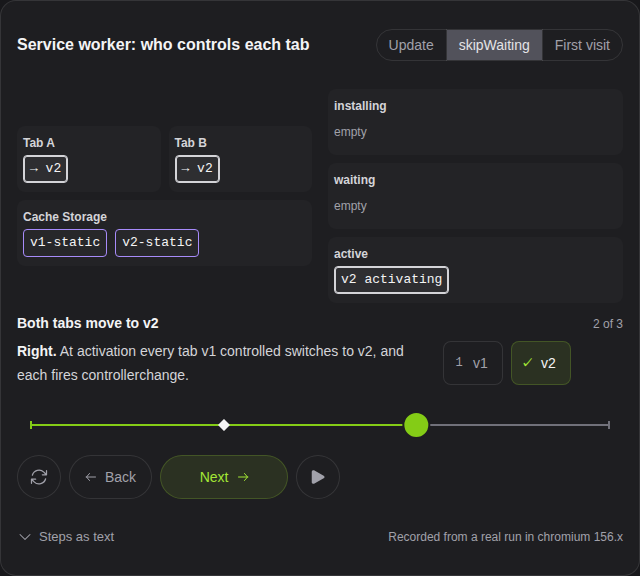 Service worker: who controls each tab
Update
skipWaiting
First visit
Tab A
→ v2
Tab B
→ v2
Cache Storage
v1-static
v2-static
installing
empty
waiting
empty
active
v2 activating
Both tabs move to v2
2 of 3
Right. At activation every tab v1 controlled switches to v2, and
each fires controllerchange.
1 v1
✓ v2
← Back
Next →
Steps as text
Recorded from a real run in chromium 156.x